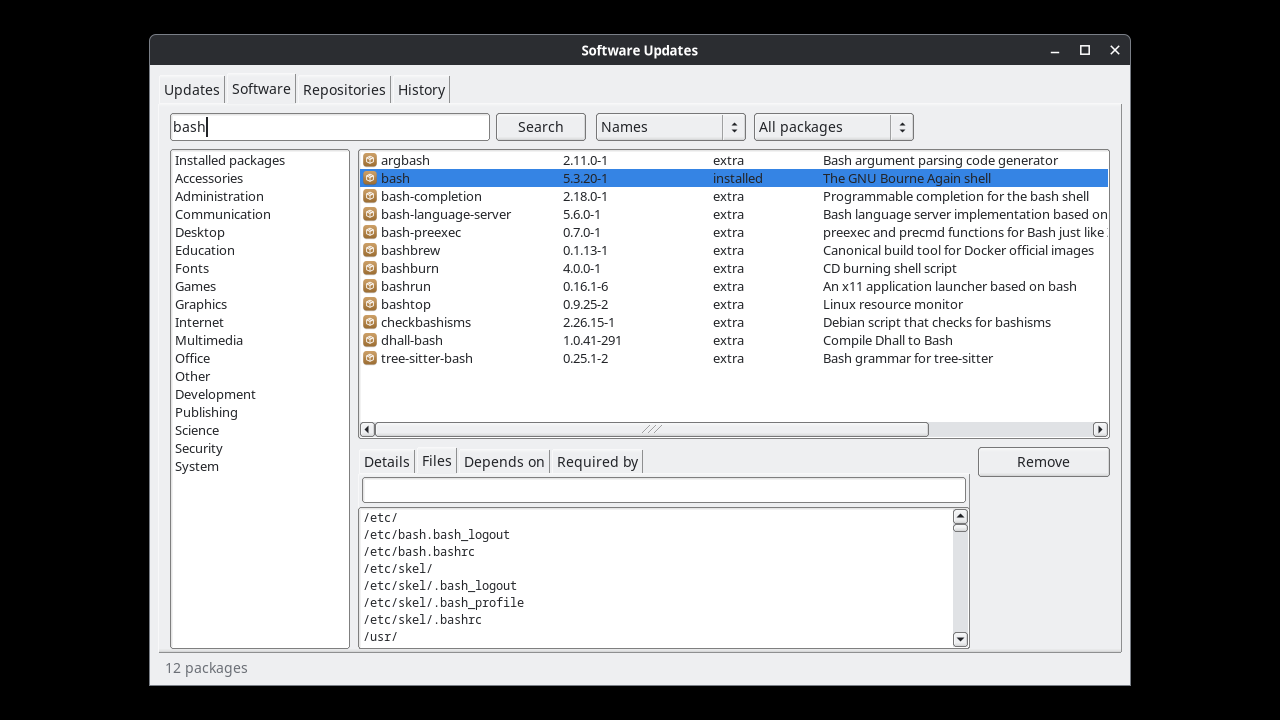 Software Updates
Updates Software Repositories History
bash Search Names All packages
Installed packages
Accessories
Administration
Communication
Desktop
Education
Fonts
Games
Graphics
Internet
Multimedia
Office
Other
Development
Publishing
Science
Security
System
argbash 2.11.0-1 extra Bash argument parsing code generator
bash 5.3.20-1 installed The GNU Bourne Again shell
bash-completion 2.18.0-1 extra Programmable completion for the bash shell
bash-language-server 5.6.0-1 extra Bash language server implementation based on
bash-preexec 0.7.0-1 extra preexec and precmd functions for Bash just like
bashbrew 0.1.13-1 extra Canonical build tool for Docker official images
bashburn 4.0.0-1 extra CD burning shell script
bashrun 0.16.1-6 extra An x11 application launcher based on bash
bashtop 0.9.25-2 extra Linux resource monitor
checkbashisms 2.26.15-1 extra Debian script that checks for bashisms
dhall-bash 1.0.41-291 extra Compile Dhall to Bash
tree-sitter-bash 0.25.1-2 extra Bash grammar for tree-sitter
Details Files Depends on Required by Remove
/etc/
/etc/bash.bash_logout
/etc/bash.bashrc
/etc/skel/
/etc/skel/.bash_logout
/etc/skel/.bash_profile
/etc/skel/.bashrc
/usr/
12 packages